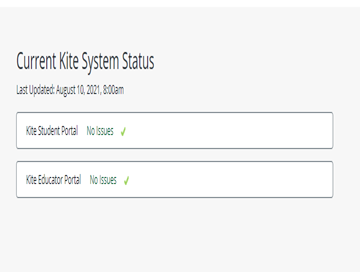 Current Kite System Status
Last Updated: August 10, 2021, 8:00am
Kite Student Portal No Issues ✓
Kite Educator Portal No Issues ✓